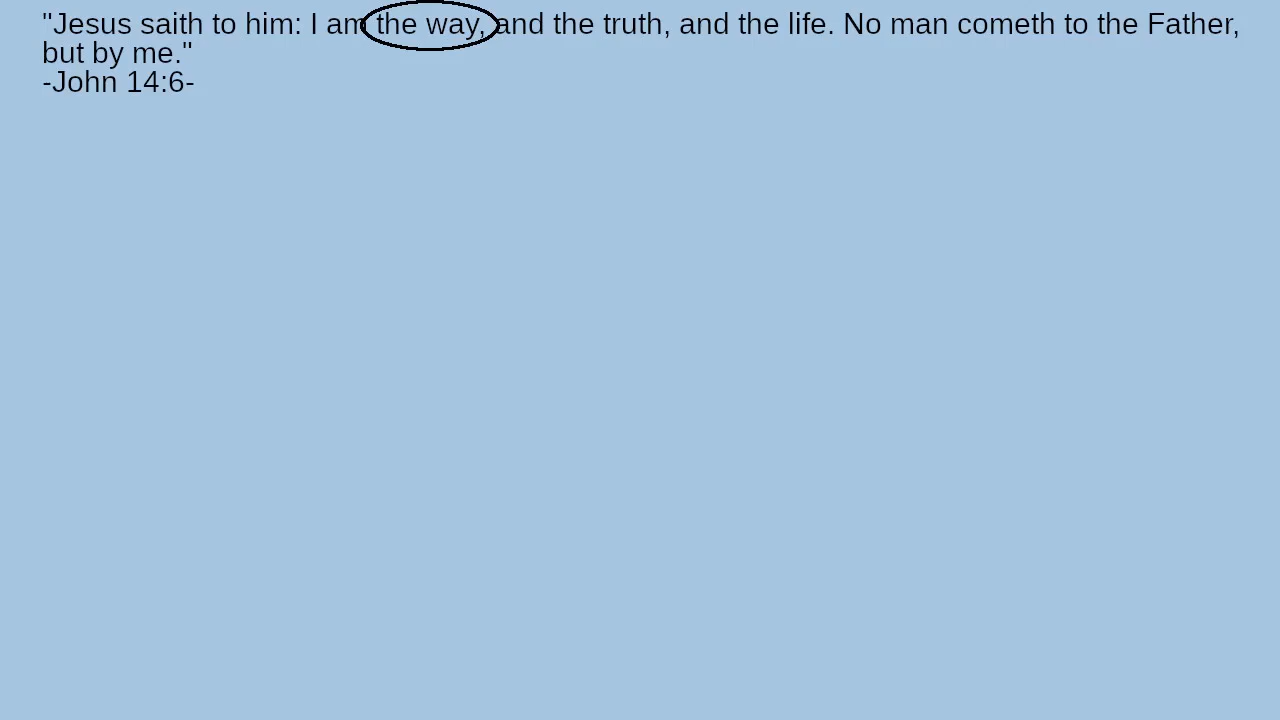 "Jesus saith to him: I am the way, and the truth, and the life. No man cometh to the Father,
but by me."
-John 14:6-